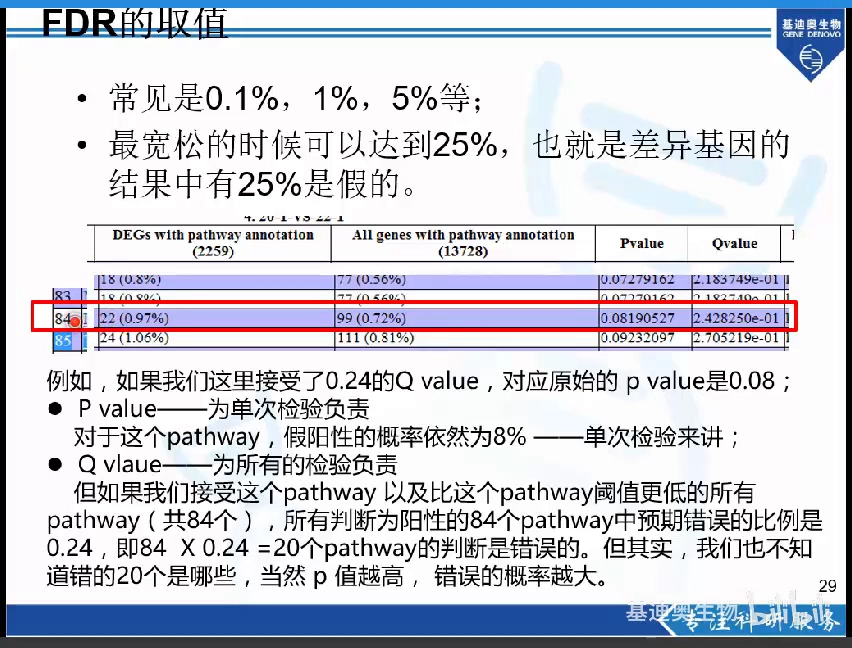 FDR的取值
基迪奥生物
GENE DENOVO
• 常见是0.1%，1%，5%等；
• 最宽松的时候可以达到25%，也就是差异基因的
结果中有25%是假的。
DEGs with pathway annotation (2259) All genes with pathway annotation (13728) Pvalue Qvalue
18 (0.8%) 77 (0.56%) 0.07279162 2.183749e-01
83 18 (0.8%) 77 (0.56%) 0.07279162 2.183749e-01
84 22 (0.97%) 99 (0.72%) 0.08190527 2.428250e-01
85 24 (1.06%) 111 (0.81%) 0.09232097 2.705219e-01
例如，如果我们这里接受了0.24的Q value，对应原始的 p value是0.08；
● P value——为单次检验负责
对于这个pathway，假阳性的概率依然为8% ——单次检验来讲；
● Q vlaue——为所有的检验负责
但如果我们接受这个pathway 以及比这个pathway阈值更低的所有
pathway（共84个），所有判断为阳性的84个pathway中预期错误的比例是
0.24，即84 X 0.24 =20个pathway的判断是错误的。但其实，我们也不知
道错的20个是哪些，当然 p 值越高， 错误的概率越大。
29
基迪奥生物 bilibili
专注科研服务